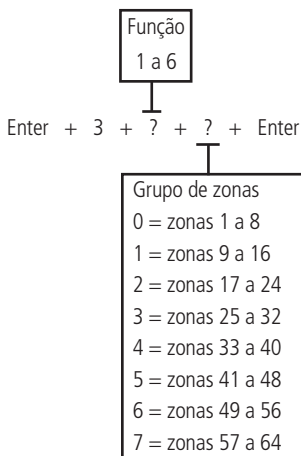 Função
1 a 6
Enter + 3 + ? + ? + Enter
Grupo de zonas
0 = zonas 1 a 8
1 = zonas 9 a 16
2 = zonas 17 a 24
3 = zonas 25 a 32
4 = zonas 33 a 40
5 = zonas 41 a 48
6 = zonas 49 a 56
7 = zonas 57 a 64